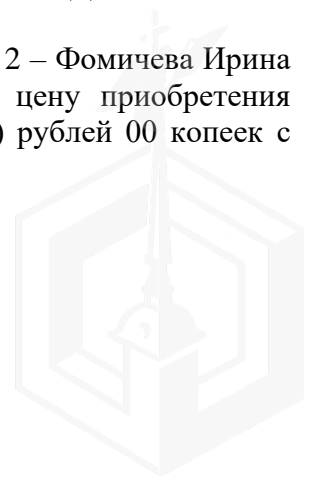 2 – Фомичева Ирина
цену приобретения
) рублей 00 копеек с